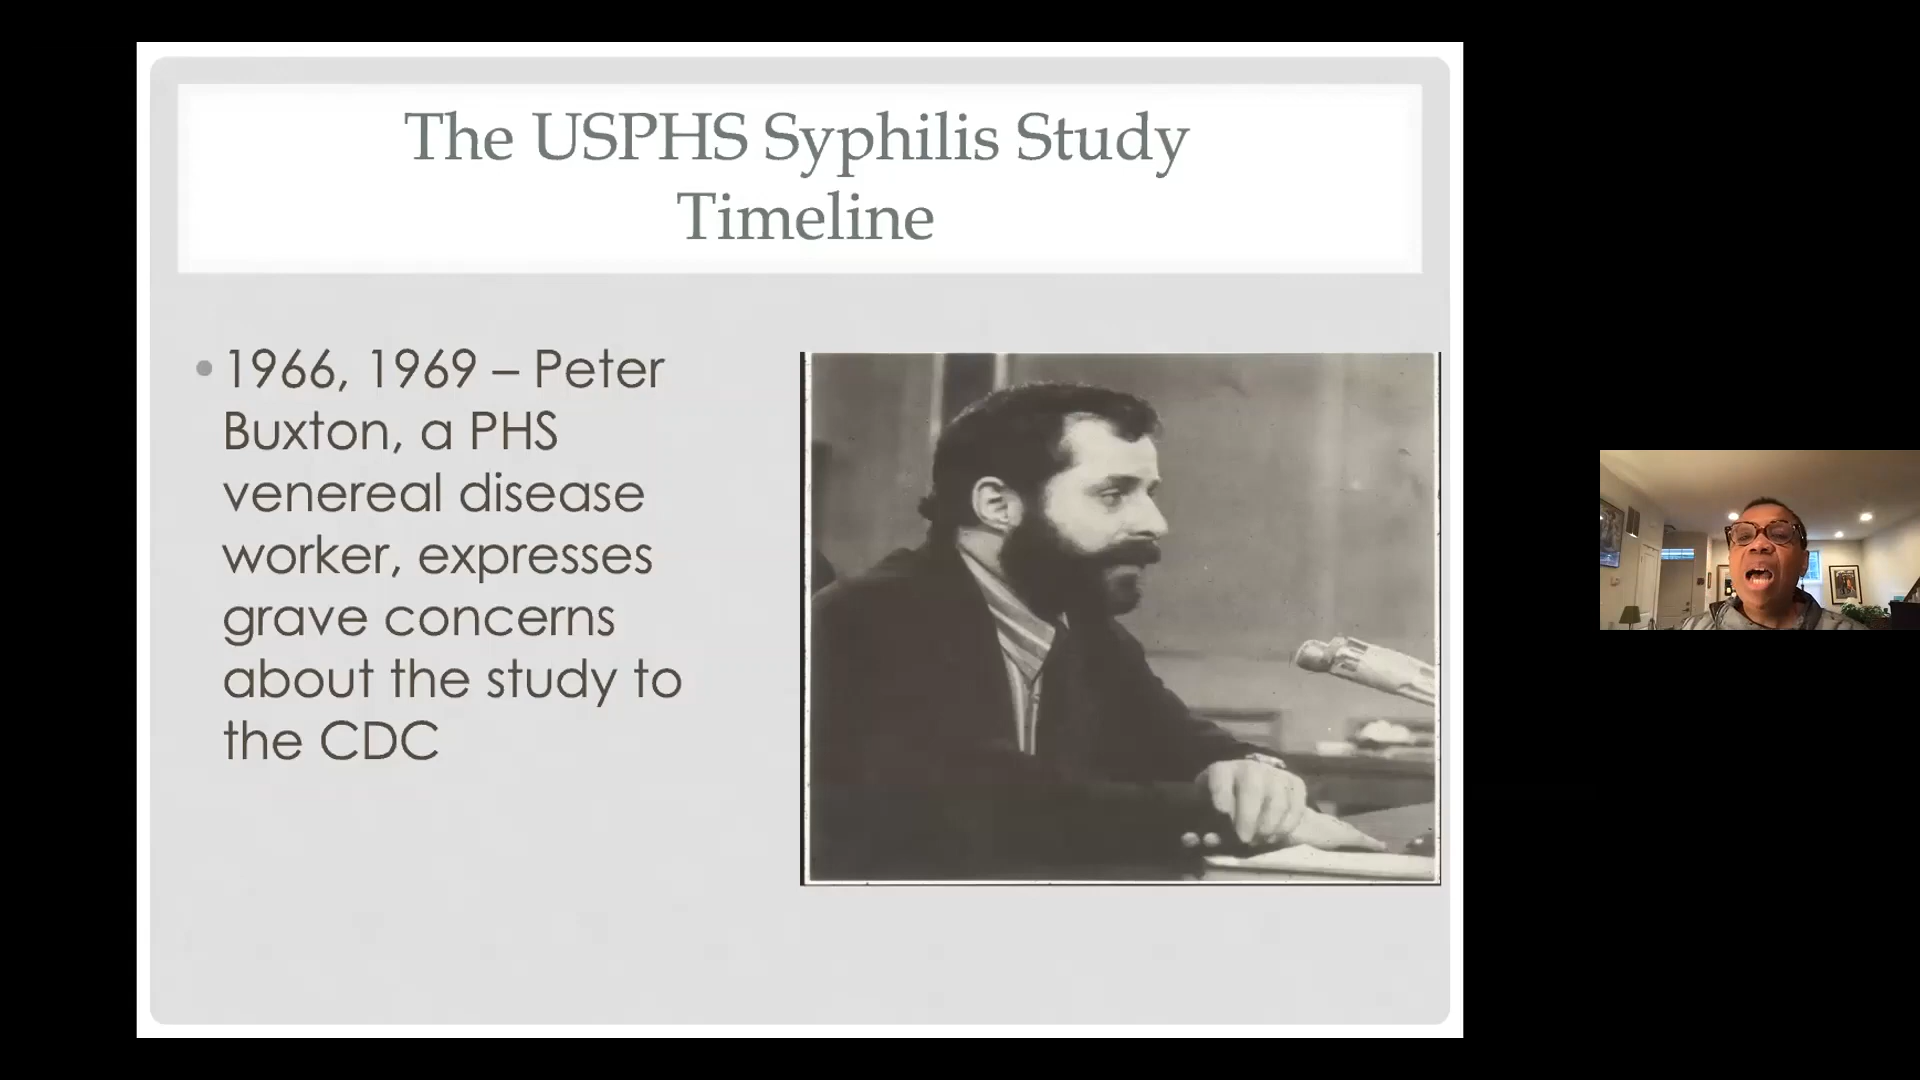 The USPHS Syphilis Study
Timeline
• 1966, 1969 – Peter
Buxton, a PHS
venereal disease
worker, expresses
grave concerns
about the study to
the CDC